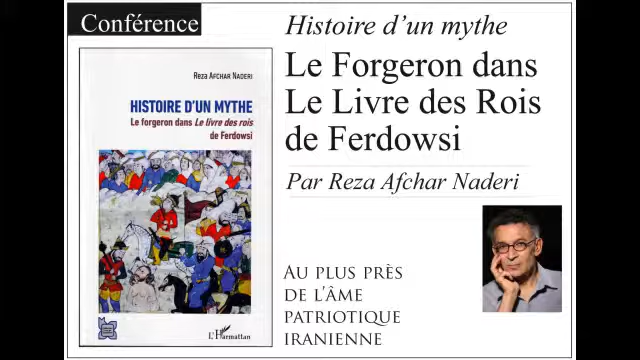 Conférence
Histoire d'un mythe
Le Forgeron dans
Le Livre des Rois
de Ferdowsi
Par Reza Afchar Naderi
Reza AFCHAR NADERI
HISTOIRE D'UN MYTHE
Le forgeron dans Le livre des rois
de Ferdowsi
L'Harmattan
AU PLUS PRÈS
DE L'ÂME
PATRIOTIQUE
IRANIENNE